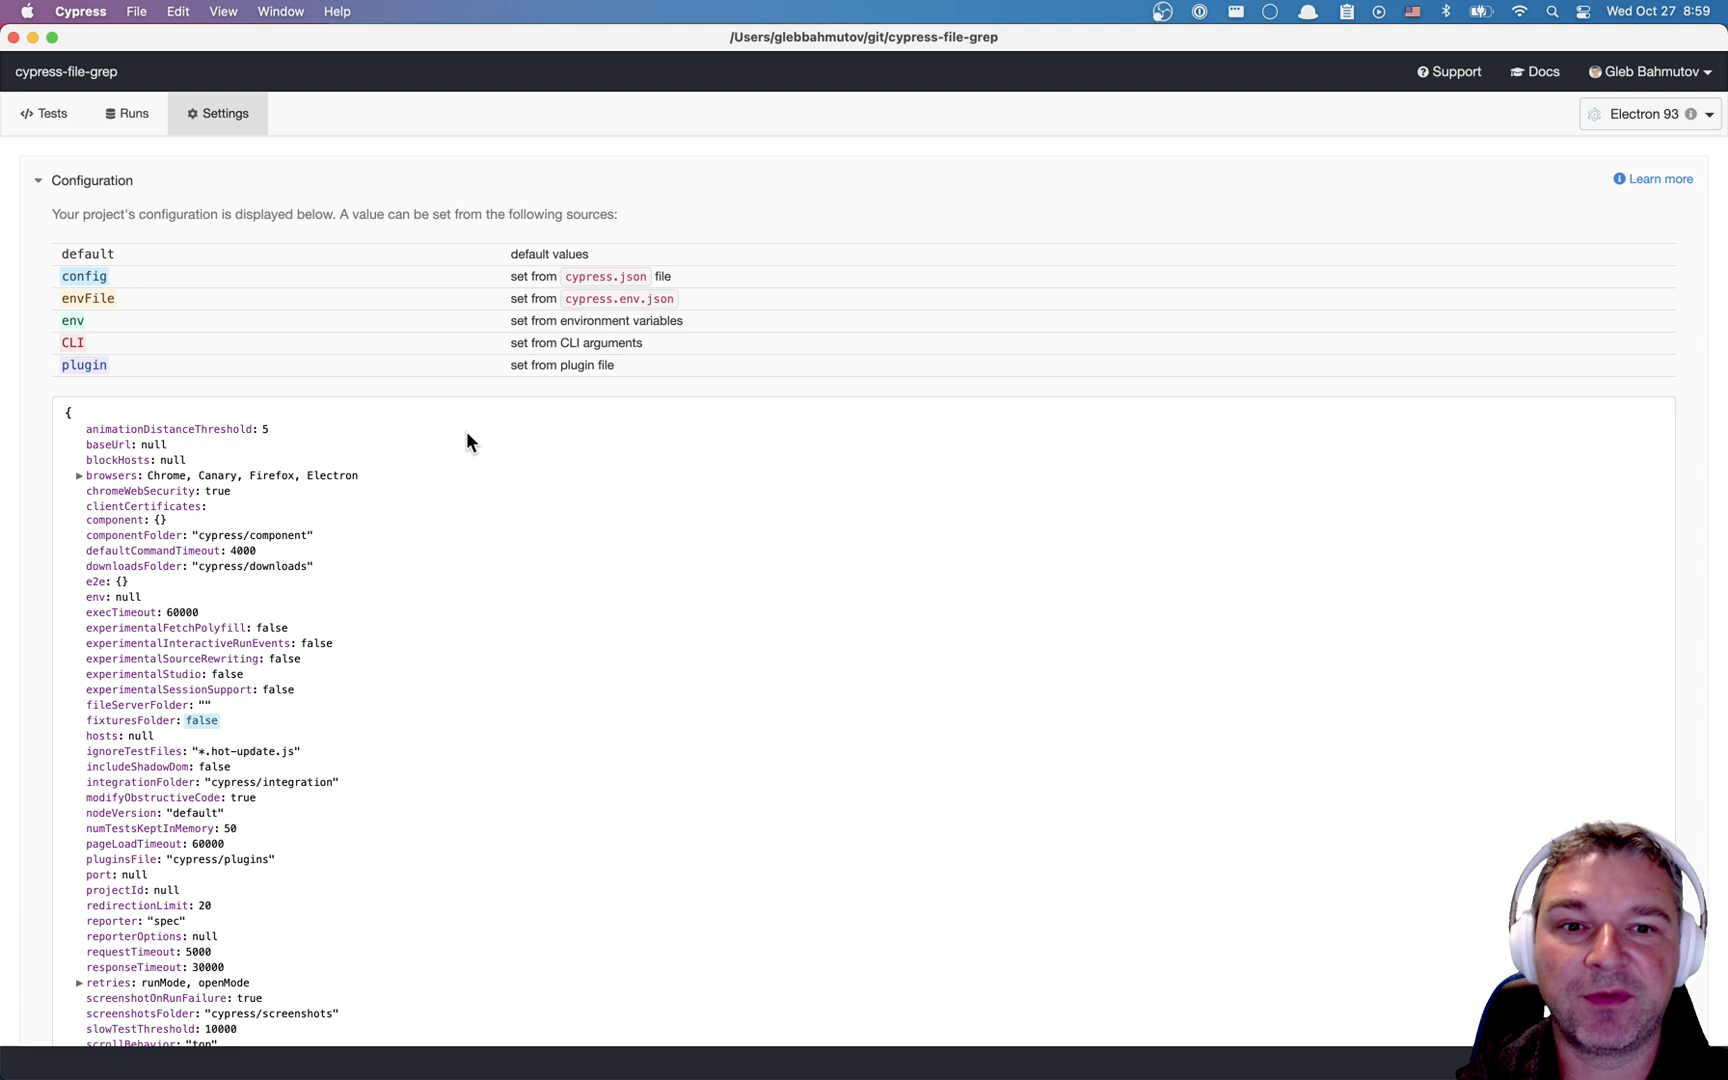 Cypress File Edit View Window Help Wed Oct 27 8:59
/Users/glebbahmutov/git/cypress-file-grep
cypress-file-grep Support Docs Gleb Bahmutov
</> Tests Runs Settings Electron 93
Configuration Learn more
Your project's configuration is displayed below. A value can be set from the following sources:
default default values
config set from cypress.json file
envFile set from cypress.env.json
env set from environment variables
CLI set from CLI arguments
plugin set from plugin file
{
animationDistanceThreshold: 5
baseUrl: null
blockHosts: null
browsers: Chrome, Canary, Firefox, Electron
chromeWebSecurity: true
clientCertificates:
component: {}
componentFolder: "cypress/component"
defaultCommandTimeout: 4000
downloadsFolder: "cypress/downloads"
e2e: {}
env: null
execTimeout: 60000
experimentalFetchPolyfill: false
experimentalInteractiveRunEvents: false
experimentalSourceRewriting: false
experimentalStudio: false
experimentalSessionSupport: false
fileServerFolder: ""
fixturesFolder: false
hosts: null
ignoreTestFiles: "*.hot-update.js"
includeShadowDom: false
integrationFolder: "cypress/integration"
modifyObstructiveCode: true
nodeVersion: "default"
numTestsKeptInMemory: 50
pageLoadTimeout: 60000
pluginsFile: "cypress/plugins"
port: null
projectId: null
redirectionLimit: 20
reporter: "spec"
reporterOptions: null
requestTimeout: 5000
responseTimeout: 30000
retries: runMode, openMode
screenshotOnRunFailure: true
screenshotsFolder: "cypress/screenshots"
slowTestThreshold: 10000
scrollBehavior: "top"